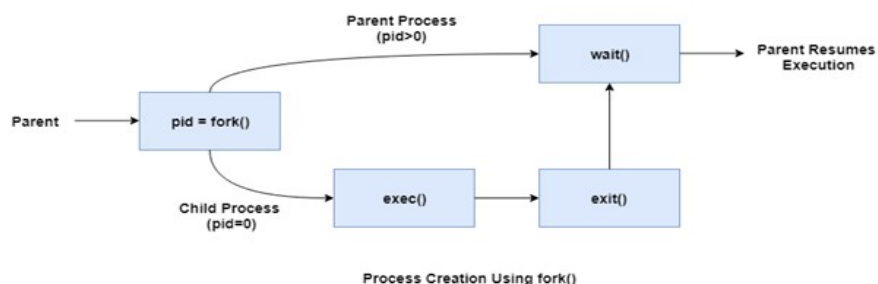 Parent Process
(pid>0)
wait()
Parent Resumes
Execution
Parent
pid = fork()
Child Process
(pid=0)
exec()
exit()
Process Creation Using fork()